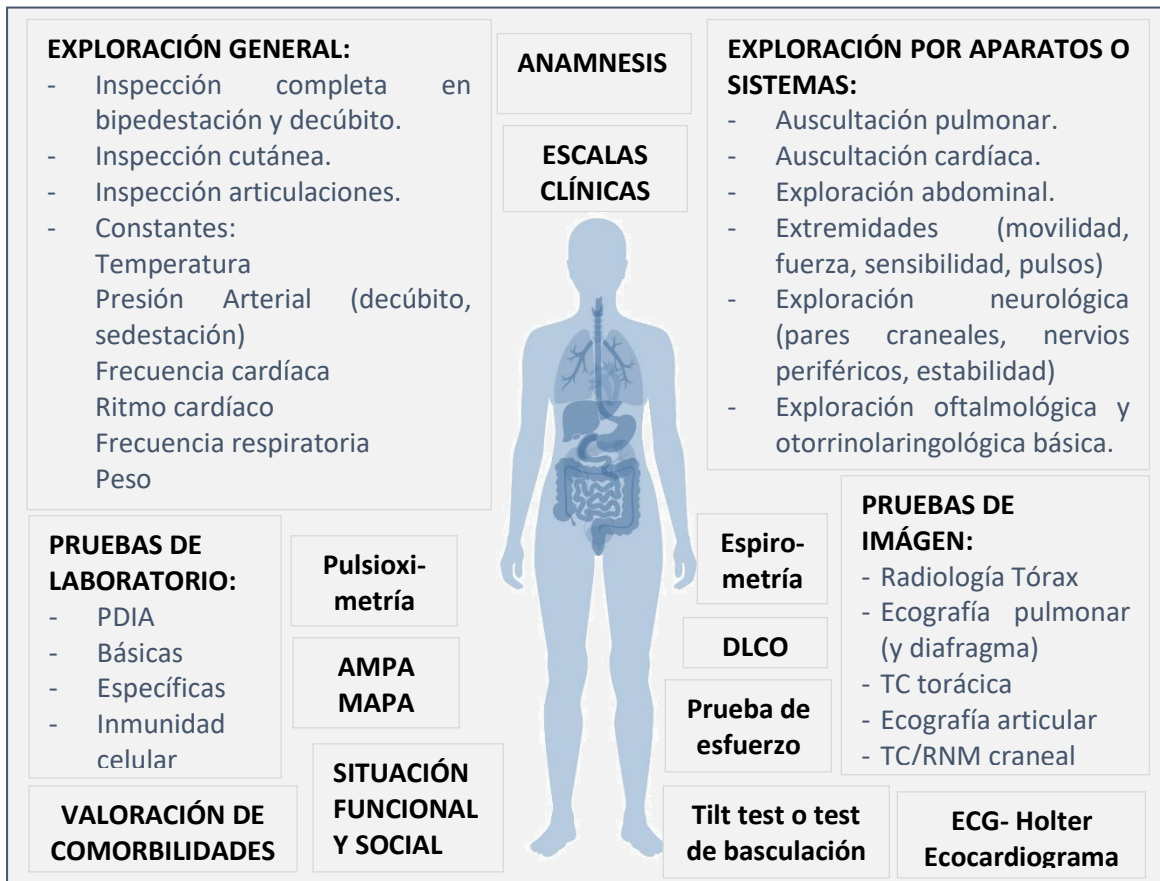 EXPLORACIÓN GENERAL:
- Inspección completa en
bipedestación y decúbito.
- Inspección cutánea.
- Inspección articulaciones.
- Constantes:
Temperatura
Presión Arterial (decúbito,
sedestación)
Frecuencia cardíaca
Ritmo cardíaco
Frecuencia respiratoria
Peso
ANAMNESIS
ESCALAS
CLÍNICAS
EXPLORACIÓN POR APARATOS O
SISTEMAS:
- Auscultación pulmonar.
- Auscultación cardíaca.
- Exploración abdominal.
- Extremidades (movilidad,
fuerza, sensibilidad, pulsos)
- Exploración neurológica
(pares craneales, nervios
periféricos, estabilidad)
- Exploración oftalmológica y
otorrinolaringológica básica.
PRUEBAS DE
LABORATORIO:
- PDIA
- Básicas
- Específicas
- Inmunidad
celular
Pulsioxi-
metría
AMPA
MAPA
Espiro-
metría
DLCO
Prueba de
esfuerzo
PRUEBAS DE
IMÁGEN:
- Radiología Tórax
- Ecografía pulmonar
(y diafragma)
- TC torácica
- Ecografía articular
- TC/RNM craneal
VALORACIÓN DE
COMORBILIDADES
SITUACIÓN
FUNCIONAL
Y SOCIAL
Tilt test o test
de basculación
ECG- Holter
Ecocardiograma